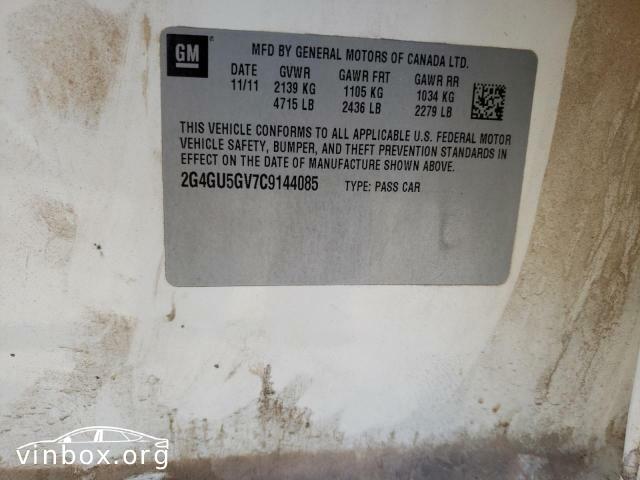 GM
MFD BY GENERAL MOTORS OF CANADA LTD.
DATE GVWR GAWR FRT GAWR RR
11/11 2139 KG 1105 KG 1034 KG
4715 LB 2436 LB 2279 LB
THIS VEHICLE CONFORMS TO ALL APPLICABLE U.S. FEDERAL MOTOR
VEHICLE SAFETY, BUMPER, AND THEFT PREVENTION STANDARDS IN
EFFECT ON THE DATE OF MANUFACTURE SHOWN ABOVE.
2G4GU5GV7C9144085 TYPE: PASS CAR
vinbox.org